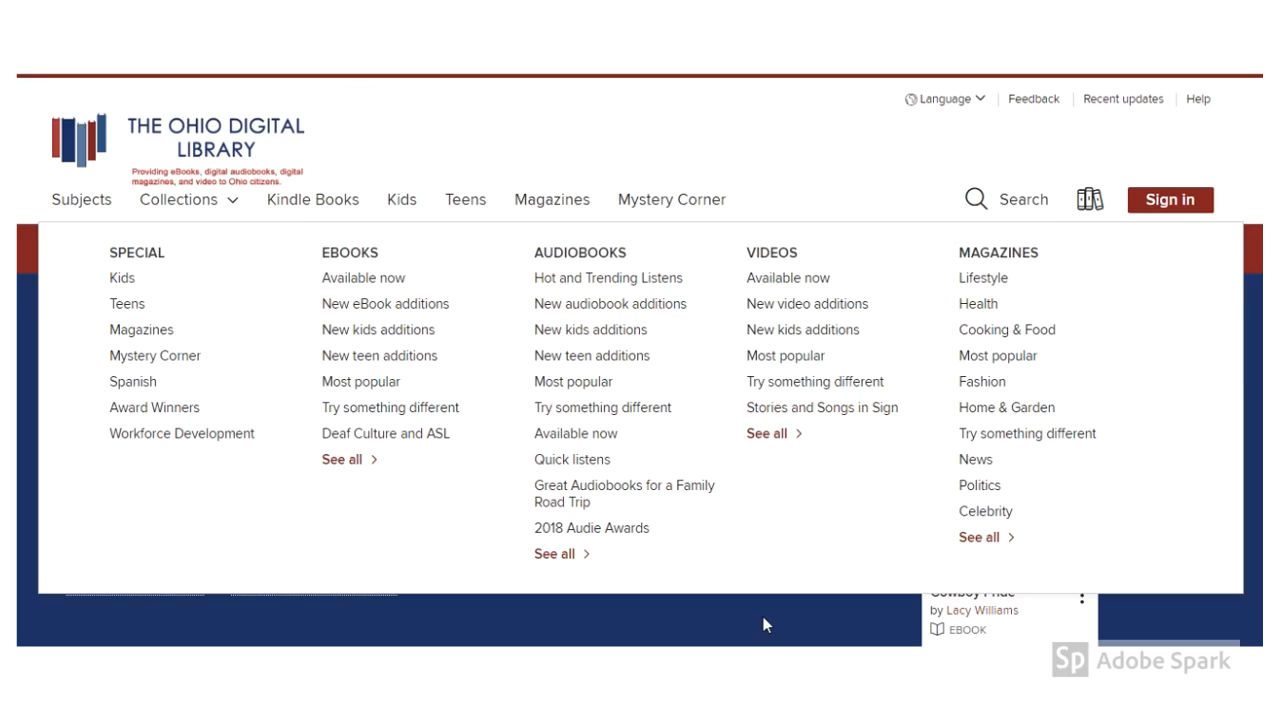 Language
Feedback
Recent updates
Help
THE OHIO DIGITAL
LIBRARY
Providing eBooks, digital audiobooks, digital
magazines, and video to Ohio citizens.
Subjects
Collections
Kindle Books
Kids
Teens
Magazines
Mystery Corner
Search
Sign in
SPECIAL
Kids
Teens
Magazines
Mystery Corner
Spanish
Award Winners
Workforce Development
EBOOKS
Available now
New eBook additions
New kids additions
New teen additions
Most popular
Try something different
Deaf Culture and ASL
See all
AUDIOBOOKS
Hot and Trending Listens
New audiobook additions
New kids additions
New teen additions
Most popular
Try something different
Available now
Quick listens
Great Audiobooks for a Family
Road Trip
2018 Audie Awards
See all
VIDEOS
Available now
New video additions
New kids additions
Most popular
Try something different
Stories and Songs in Sign
See all
MAGAZINES
Lifestyle
Health
Cooking & Food
Most popular
Fashion
Home & Garden
Try something different
News
Politics
Celebrity
See all
Cowboy Pride
by Lacy Williams
EBOOK
Sp Adobe Spark